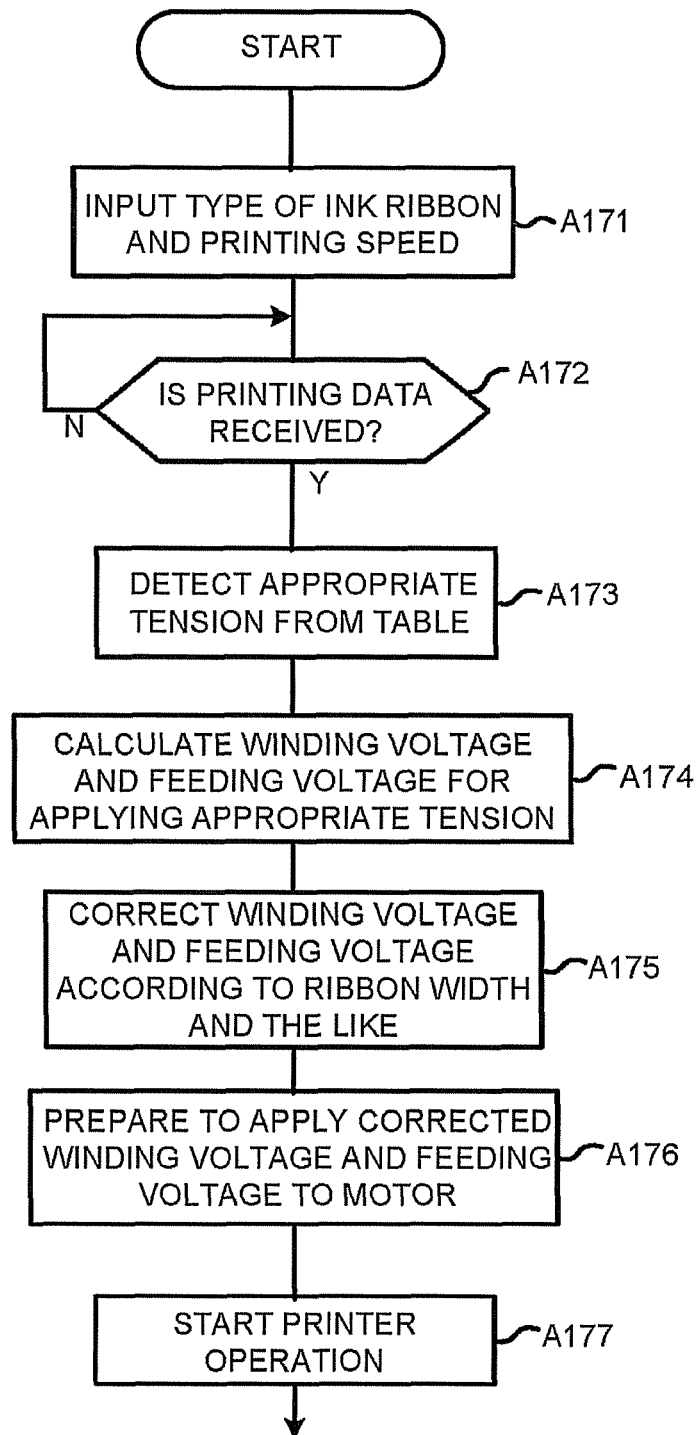 START
INPUT TYPE OF INK RIBBON
AND PRINTING SPEED
A171
A172
IS PRINTING DATA
RECEIVED?
N
Y
DETECT APPROPRIATE
TENSION FROM TABLE
A173
CALCULATE WINDING VOLTAGE
AND FEEDING VOLTAGE FOR
APPLYING APPROPRIATE TENSION
A174
CORRECT WINDING VOLTAGE
AND FEEDING VOLTAGE
ACCORDING TO RIBBON WIDTH
AND THE LIKE
A175
PREPARE TO APPLY CORRECTED
WINDING VOLTAGE AND FEEDING
VOLTAGE TO MOTOR
A176
START PRINTER
OPERATION
A177